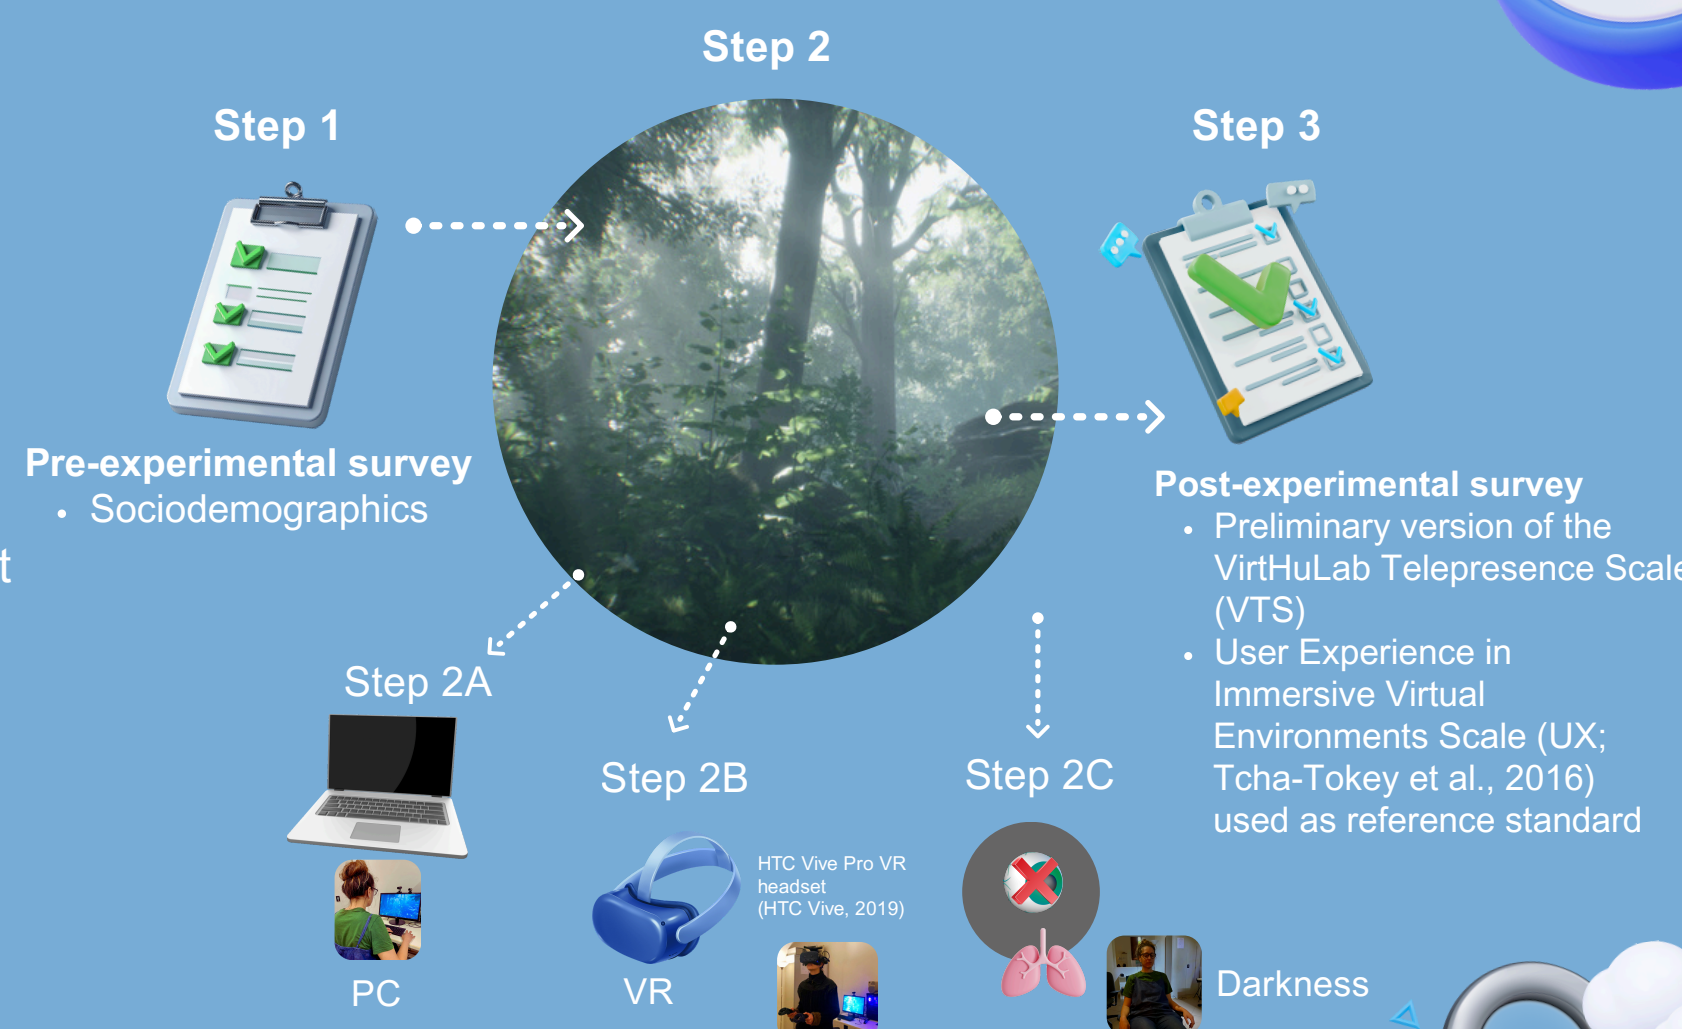 Step 2
Step 1
Step 3
Pre-experimental survey
• Sociodemographics
t
Post-experimental survey
• Preliminary version of the
VirtHuLab Telepresence Scale
(VTS)
• User Experience in
Immersive Virtual
Environments Scale (UX;
Tcha-Tokey et al., 2016)
used as reference standard
Step 2A
PC
Step 2B
HTC Vive Pro VR
headset
(HTC Vive, 2019)
VR
Step 2C
Darkness